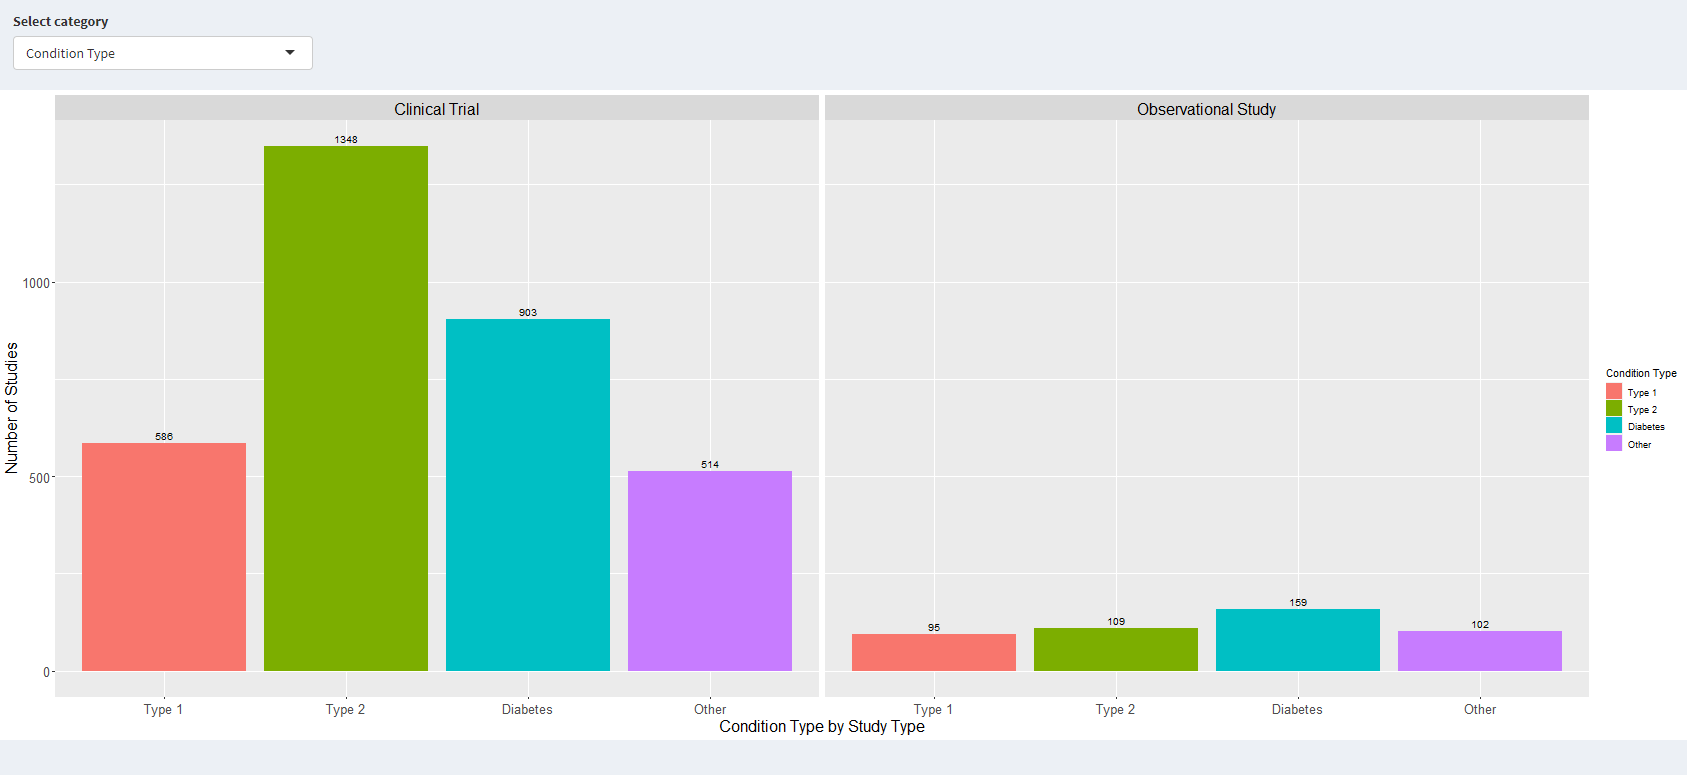 Select category
Condition Type
Clinical Trial
Observational Study
1348
903
586
514
159
109
102
95
1000
500
0
Number of Studies
Type 1
Type 2
Diabetes
Other
Type 1
Type 2
Diabetes
Other
Condition Type by Study Type
Condition Type
Type 1
Type 2
Diabetes
Other